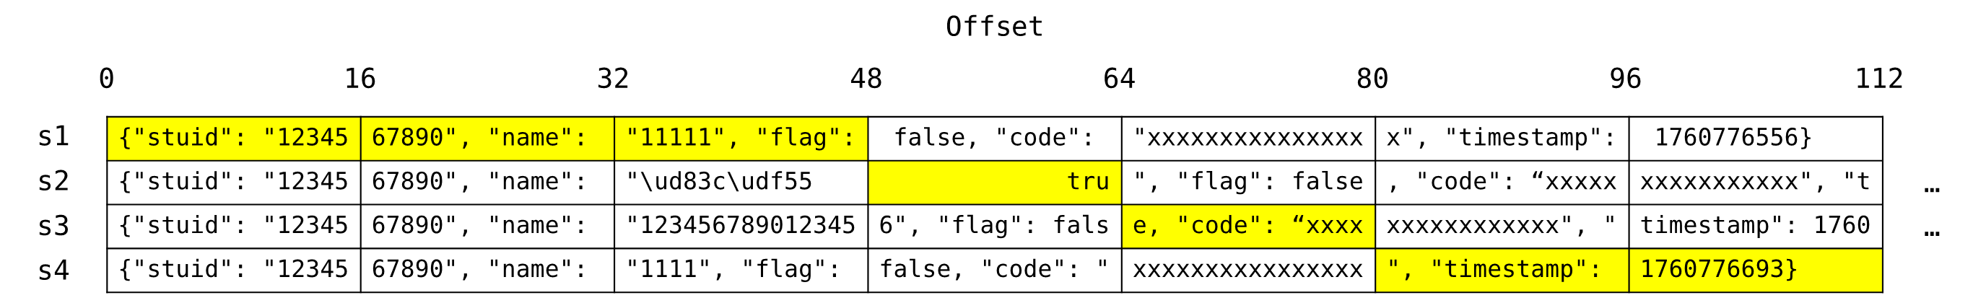 Offset
0 16 32 48 64 80 96 112
s1 {"stuid": "12345 67890", "name": "11111", "flag": false, "code": "xxxxxxxxxxxxxxx x", "timestamp": 1760776556}
s2 {"stuid": "12345 67890", "name": "\ud83c\udf55 tru ", "flag": false , "code": “xxxxx xxxxxxxxxxx", "t …
s3 {"stuid": "12345 67890", "name": "123456789012345 6", "flag": fals e, "code": “xxxx xxxxxxxxxxxx", " timestamp": 1760 …
s4 {"stuid": "12345 67890", "name": "1111", "flag": false, "code": " xxxxxxxxxxxxxxxx ", "timestamp": 1760776693}